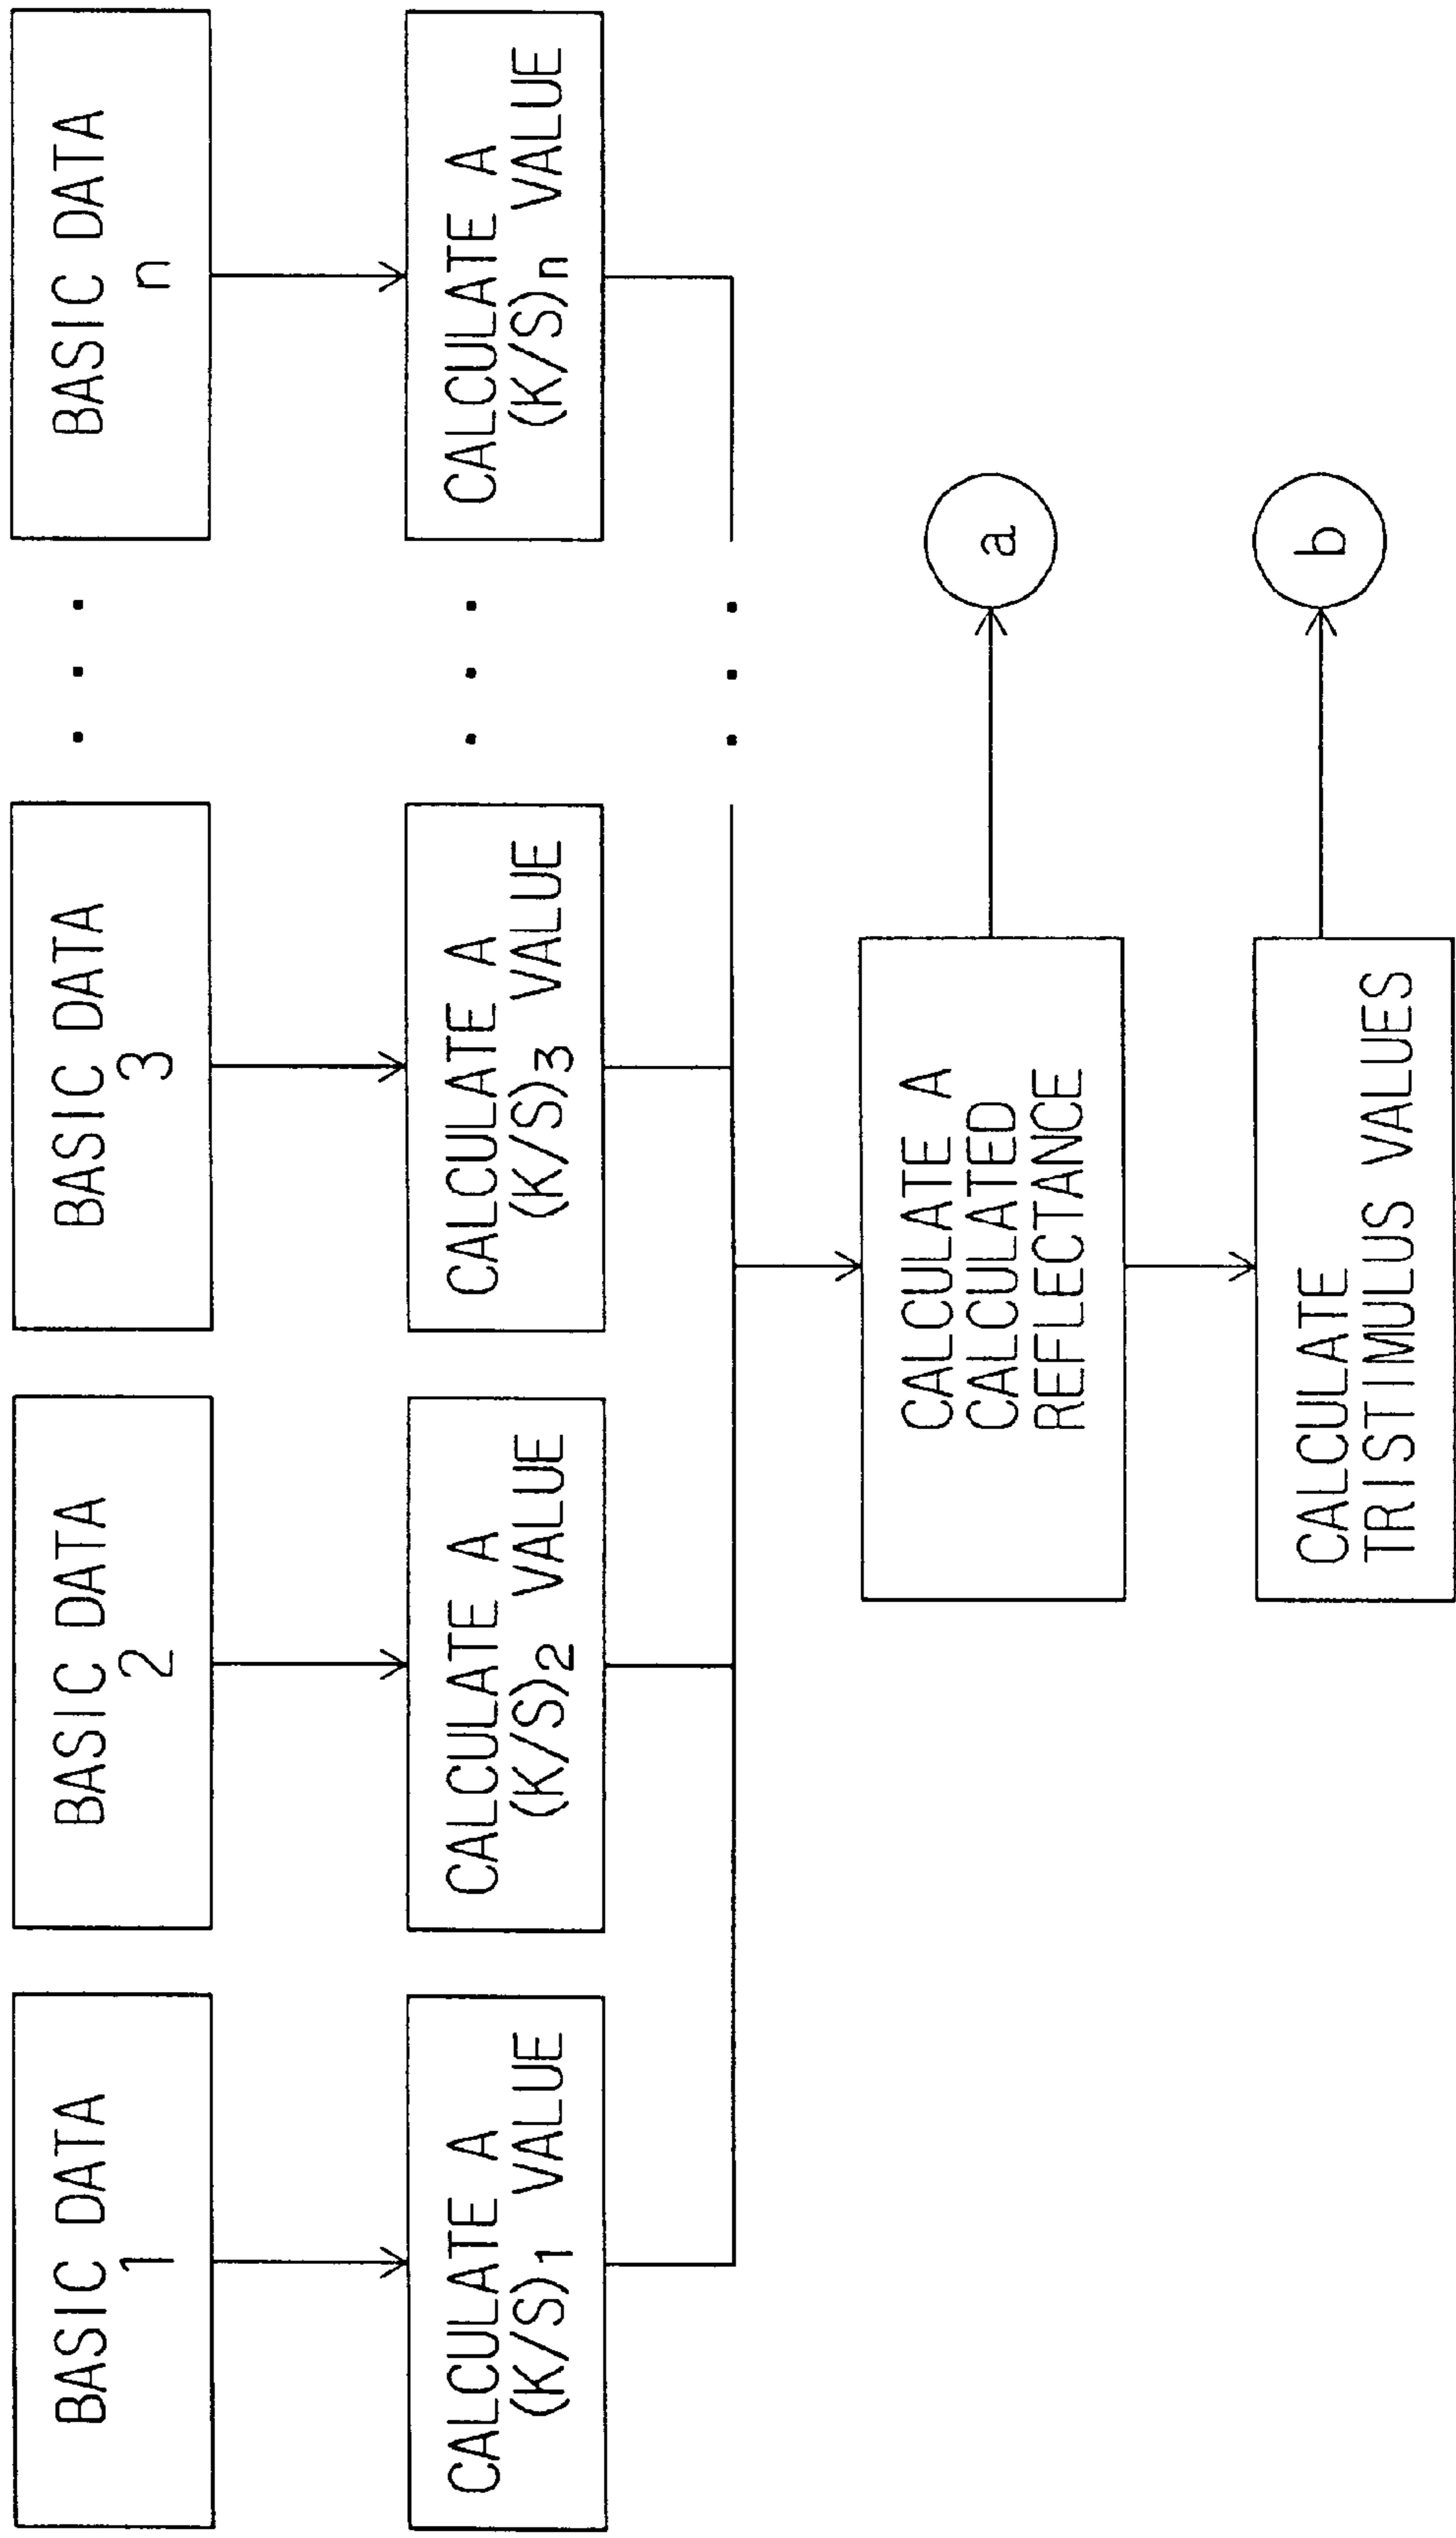 BASIC DATA
1
BASIC DATA
2
BASIC DATA
3
. . .
BASIC DATA
n
CALCULATE A
(K/S)1 VALUE
CALCULATE A
(K/S)2 VALUE
CALCULATE A
(K/S)3 VALUE
. . .
CALCULATE A
(K/S)n VALUE
. . .
CALCULATE A
CALCULATED
REFLECTANCE
a
CALCULATE
TRISTIMULUS VALUES
b